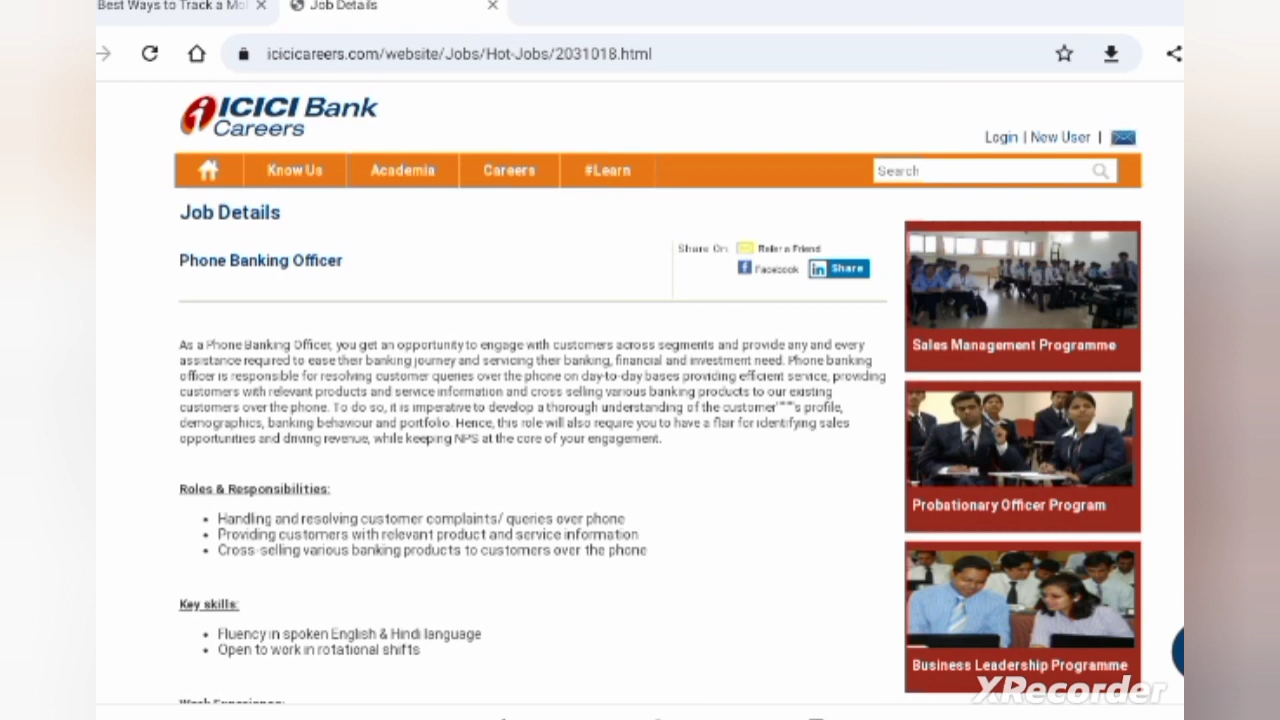 Best Ways to Track a Mo
Job Details
icicicareers.com/website/Jobs/Hot-Jobs/2031018.html
ICICI Bank
Careers
Login | New User |
Know Us
Academia
Careers
#Learn
Search
Job Details
Phone Banking Officer
Share On:
Refer a Friend
Facebook
in Share
As a Phone Banking Officer, you get an opportunity to engage with customers across segments and provide any and every
assistance required to ease their banking journey and servicing their banking, financial and investment need. Phone banking
officer is responsible for resolving customer queries over the phone on day-to-day bases providing efficient service, providing
customers with relevant products and service information and cross selling various banking products to our existing
customers over the phone. To do so, it is imperative to develop a thorough understanding of the customer""'s profile,
demographics, banking behaviour and portfolio. Hence, this role will also require you to have a flair for identifying sales
opportunities and driving revenue, while keeping NPS at the core of your engagement.
Roles & Responsibilities:
• Handling and resolving customer complaints/ queries over phone
• Providing customers with relevant product and service information
• Cross-selling various banking products to customers over the phone
Key skills:
• Fluency in spoken English & Hindi language
• Open to work in rotational shifts
Work Experience:
Sales Management Programme
Probationary Officer Program
Business Leadership Programme
XRecorder